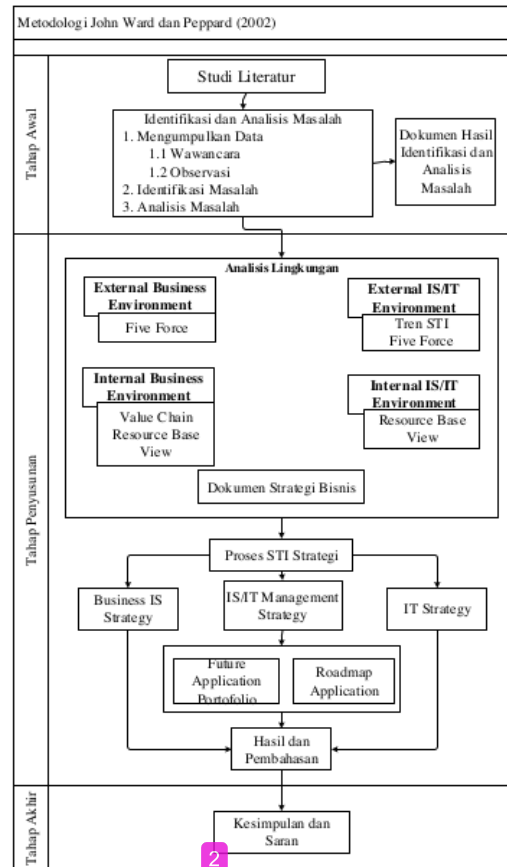 Metodologi John Ward dan Peppard (2002)
Tahap Awal
Studi Literatur
Identifikasi dan Analisis Masalah
1. Mengumpulkan Data
1.1 Wawancara
1.2 Observasi
2. Identifikasi Masalah
3. Analisis Masalah
Dokumen Hasil
Identifikasi dan
Analisis
Masalah
Tahap Penyusunan
Analisis Lingkungan
External Business
Environment
Five Force
External IS/IT
Environment
Tren STI
Five Force
Internal Business
Environment
Value Chain
Resource Base
View
Internal IS/IT
Environment
Resource Base
View
Dokumen Strategi Bisnis
Proses STI Strategi
Business IS
Strategy
IS/IT Management
Strategy
IT Strategy
Future
Application
Portofolio
Roadmap
Application
Hasil dan
Pembahasan
Tahap Akhir
Kesimpulan dan
Saran
2